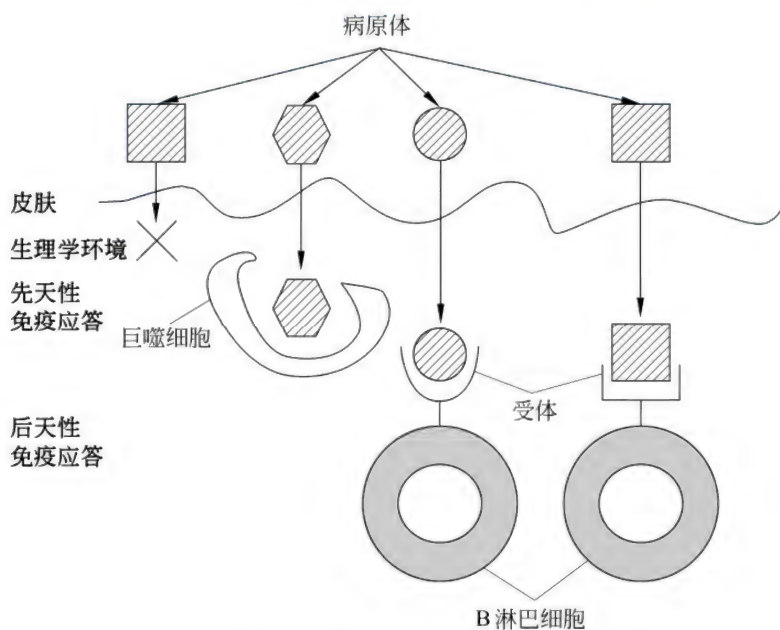 病原体
皮肤
生理学环境
先天性
免疫应答
巨噬细胞
受体
后天性
免疫应答
B淋巴细胞